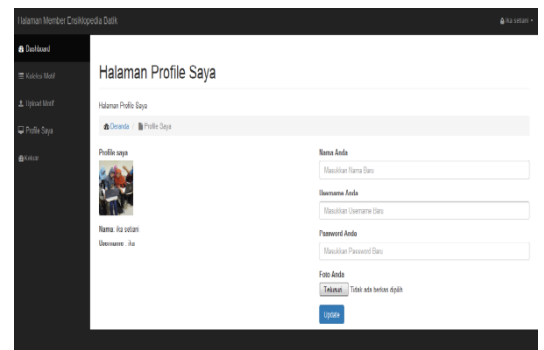 Halaman Member Ensiklopedia Batik
ika setiani
Dashboard
Koleksi Motif
Upload Motif
Profile Saya
Keluar
Halaman Profile Saya
Halaman Profile Saya
Beranda / Profile Saya
Profile saya
Nama : ika setiani
Username : ika
Nama Anda
Masukkan Nama Baru
Username Anda
Masukkan Username Baru
Password Anda
Masukkan Password Baru
Foto Anda
Telusuri Tidak ada berkas dipilih
Update